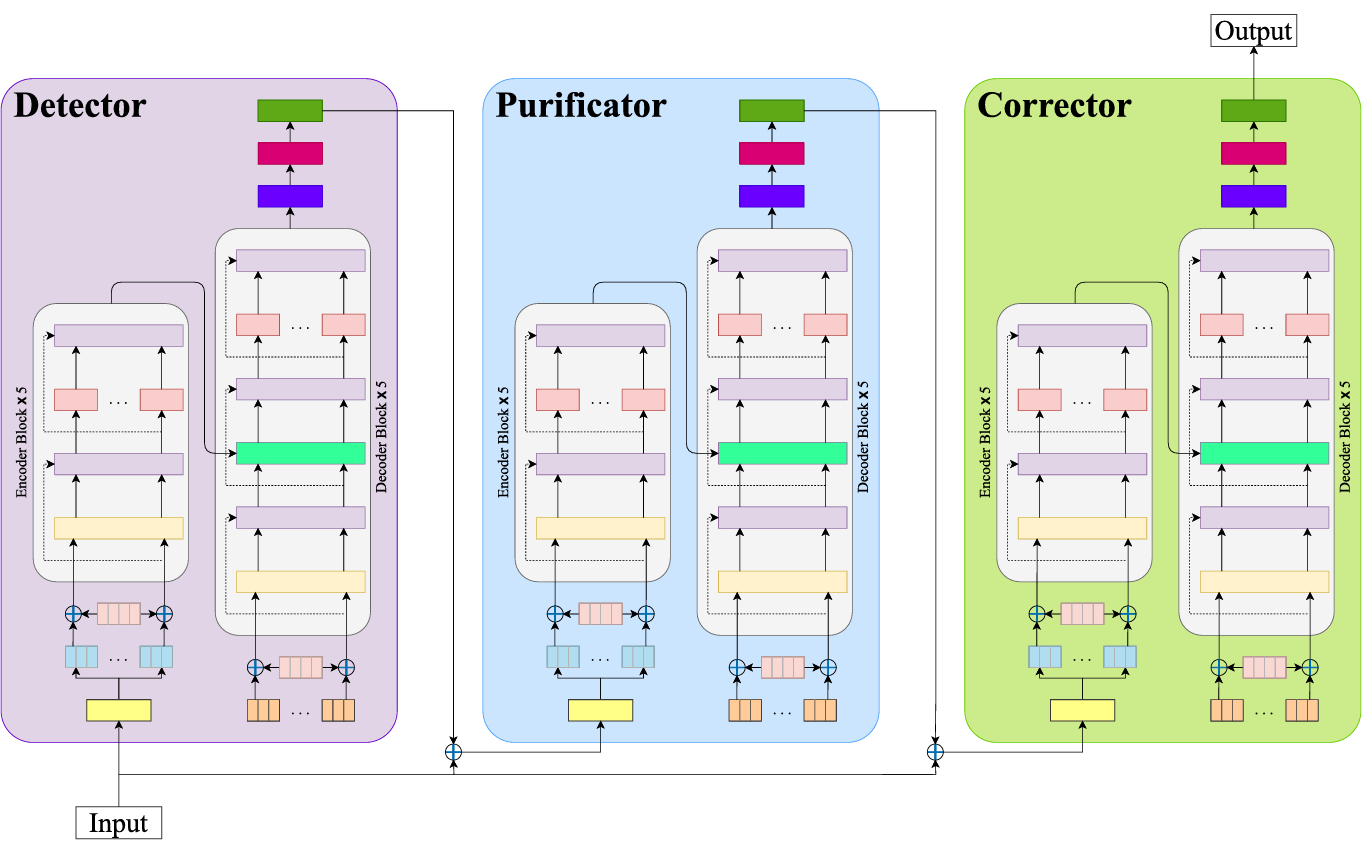 Output
Detector
Purificator
Corrector
Encoder Block x 5
Decoder Block x 5
Encoder Block x 5
Decoder Block x 5
Encoder Block x 5
Decoder Block x 5
. . .
. . .
. . .
. . .
. . .
. . .
. . .
. . .
. . .
. . .
. . .
. . .
Input